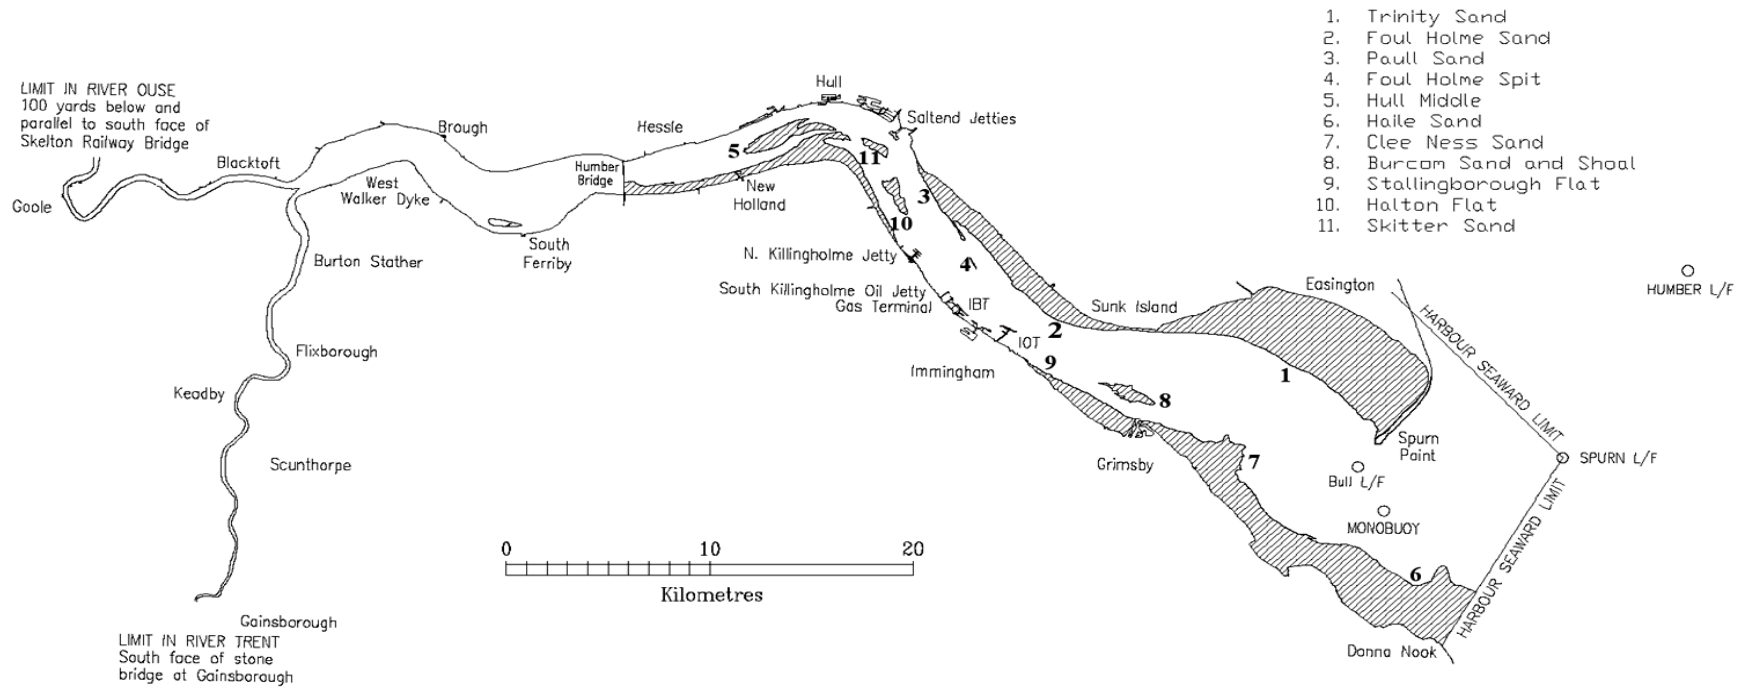 1. Trinity Sand
2. Foul Holme Sand
3. Paull Sand
4. Foul Holme Spit
5. Hull Middle
6. Haile Sand
7. Clee Ness Sand
8. Burcom Sand and Shoal
9. Stallingborough Flat
10. Halton Flat
11. Skitter Sand
LIMIT IN RIVER OUSE
100 yards below and
parallel to south face of
Skelton Railway Bridge
Hull
Saltend Jetties
Hessle
Brough
Blacktoft
Goole
West
Walker Dyke
Humber
Bridge
New
Holland
South
Ferriby
5
11
3
10
4
N. Killingholme Jetty
South Killingholme Oil Jetty
Gas Terminal
IBT
IOT
Immingham
Sunk Island
Easington
HUMBER L/F
HARBOUR SEAWARD LIMIT
2
9
1
8
7
6
Burton Stather
Flixborough
Keadby
Scunthorpe
Grimsby
Spurn
Point
SPURN L/F
Bull L/F
MONOBUOY
HARBOUR SEAWARD LIMIT
Donna Nook
0 10 20
Kilometres
Gainsborough
LIMIT IN RIVER TRENT
South face of stone
bridge at Gainsborough